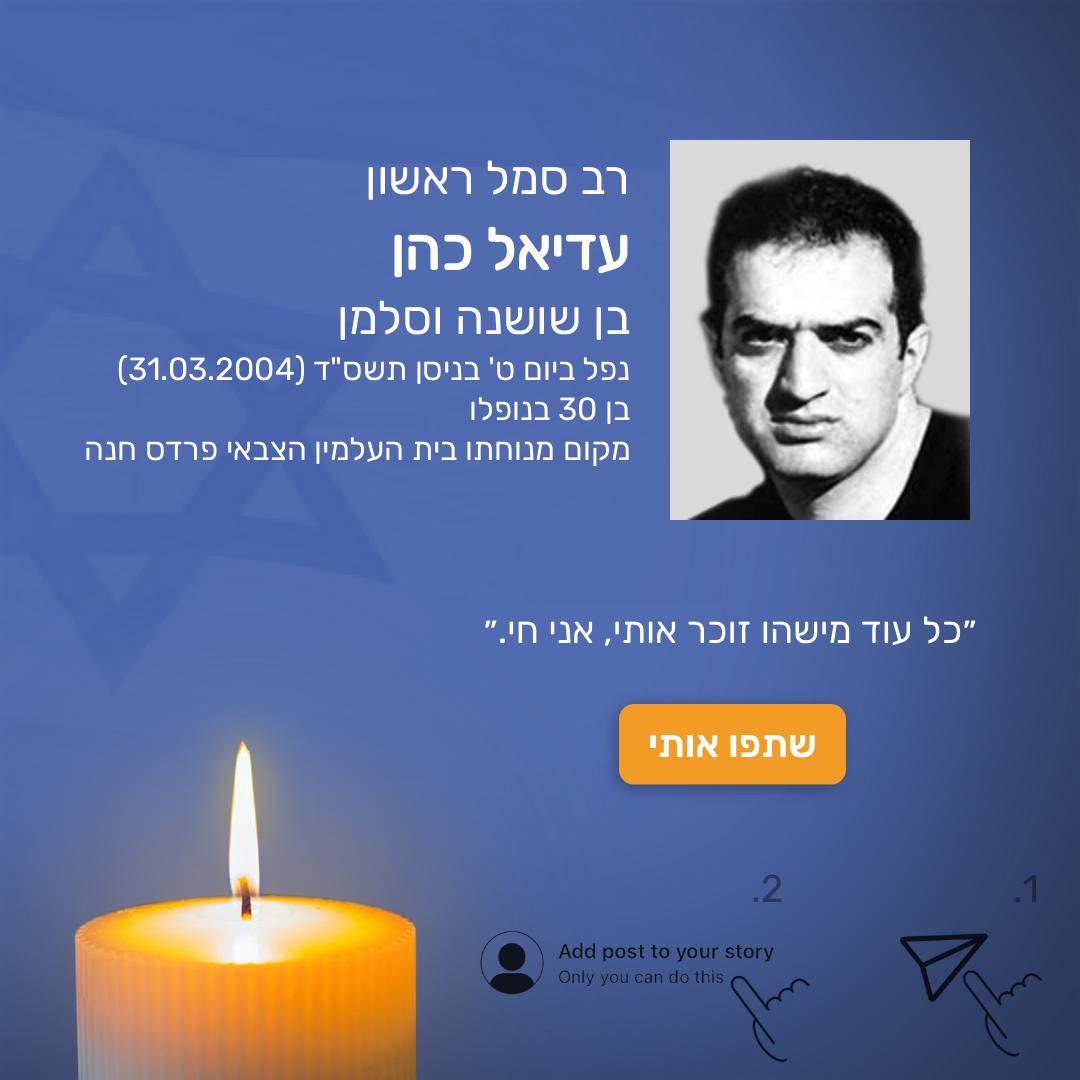 רב סמל ראשון
עדיאל כהן
בן שושנה וסלמן
נפל ביום ט' בניסן תשס"ד (31.03.2004)
בן 30 בנופלו
מקום מנוחתו בית העלמין הצבאי פרדס חנה
״כל עוד מישהו זוכר אותי, אני חי.״
שתפו אותי
.1
.2
Add post to your story
Only you can do this